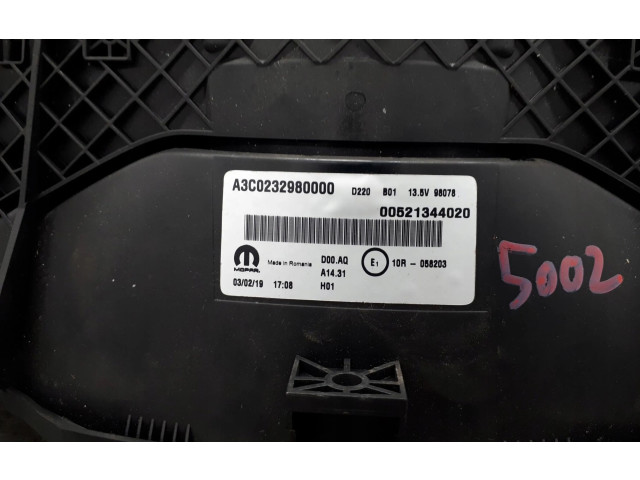 A3C0232980000 D220 B01 13.5V 98078
00521344020
MOPAR Made in Romania D00.AQ E1 10R - 058203
A14.31
03/02/19 17:08 H01
5002